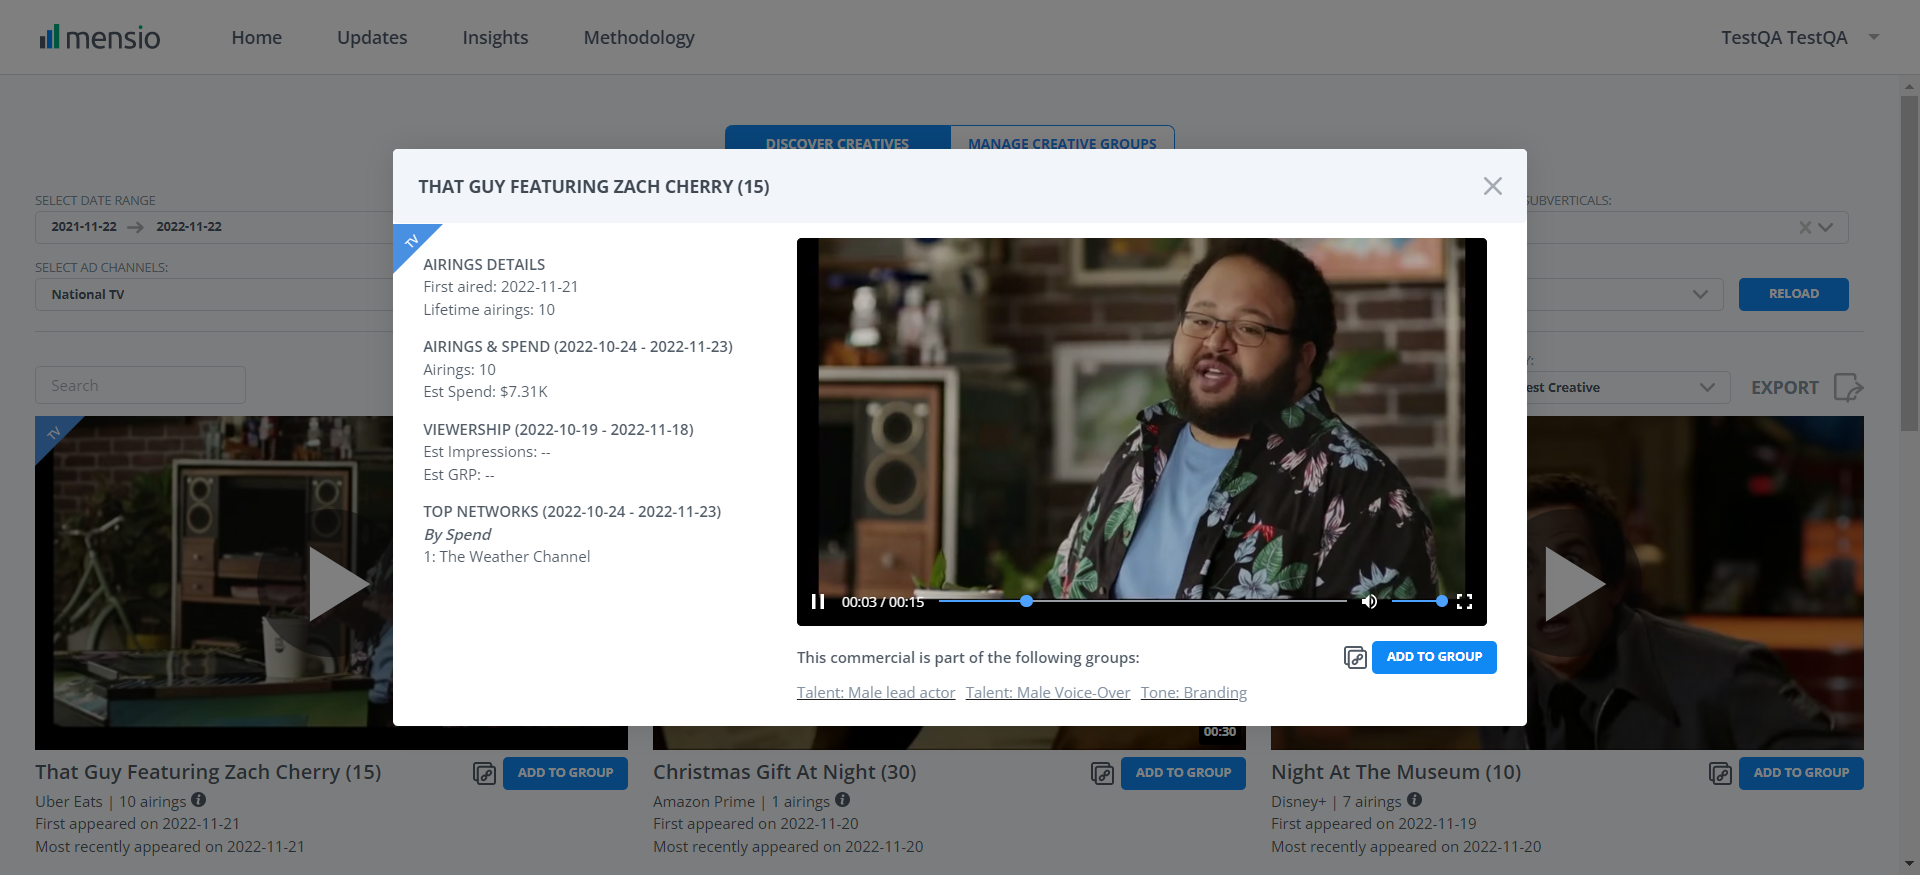 mensio
Home
Updates
Insights
Methodology
TestQA TestQA
DISCOVER CREATIVES
MANAGE CREATIVE GROUPS
SELECT DATE RANGE
2021-11-22
2022-11-22
SUBVERTICALS:
SELECT AD CHANNELS:
National TV
RELOAD
Search
Y:
est Creative
EXPORT
THAT GUY FEATURING ZACH CHERRY (15)
TV
AIRINGS DETAILS
First aired: 2022-11-21
Lifetime airings: 10
AIRINGS & SPEND (2022-10-24 - 2022-11-23)
Airings: 10
Est Spend: $7.31K
VIEWERSHIP (2022-10-19 - 2022-11-18)
Est Impressions: --
Est GRP: --
TOP NETWORKS (2022-10-24 - 2022-11-23)
By Spend
1: The Weather Channel
00:03 / 00:15
This commercial is part of the following groups:
ADD TO GROUP
Talent: Male lead actor
Talent: Male Voice-Over
Tone: Branding
TV
00:30
That Guy Featuring Zach Cherry (15)
ADD TO GROUP
Uber Eats | 10 airings
First appeared on 2022-11-21
Most recently appeared on 2022-11-21
Christmas Gift At Night (30)
ADD TO GROUP
Amazon Prime | 1 airings
First appeared on 2022-11-20
Most recently appeared on 2022-11-20
Night At The Museum (10)
ADD TO GROUP
Disney+ | 7 airings
First appeared on 2022-11-19
Most recently appeared on 2022-11-20